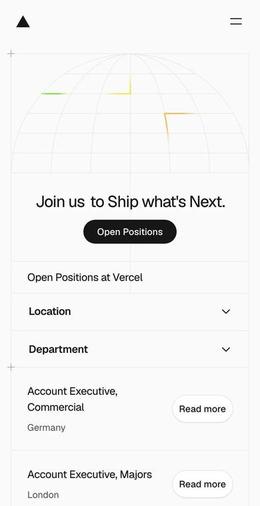 Join us to Ship what's Next.
Open Positions
Open Positions at Vercel
Location
Department
Account Executive,
Commercial
Read more
Germany
Account Executive, Majors
Read more
London